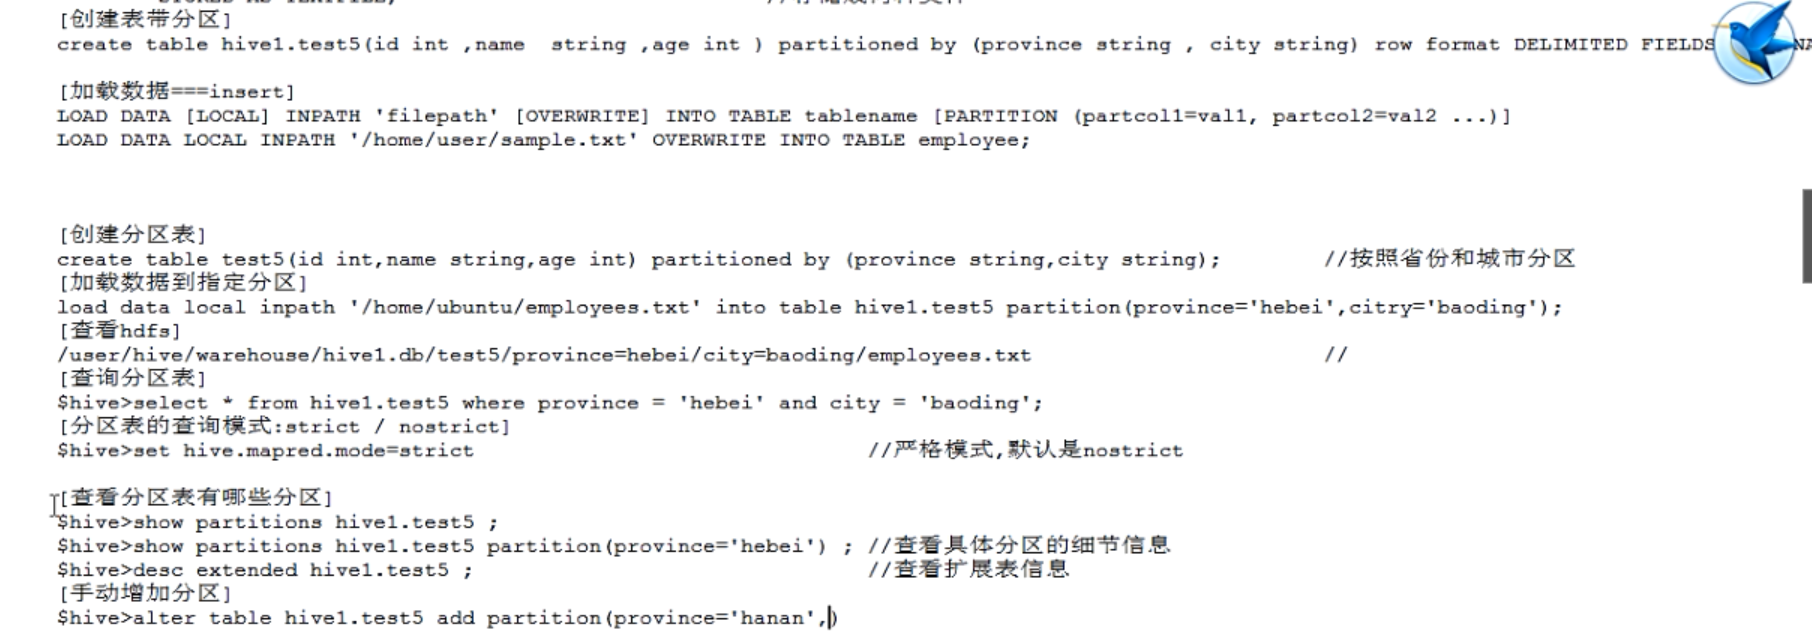 [创建表带分区]
create table hive1.test5(id int ,name  string ,age int ) partitioned by (province string , city string) row format DELIMITED FIELDS
[加载数据===insert]
LOAD DATA [LOCAL] INPATH 'filepath' [OVERWRITE] INTO TABLE tablename [PARTITION (partcol1=val1, partcol2=val2 ...)]
LOAD DATA LOCAL INPATH '/home/user/sample.txt' OVERWRITE INTO TABLE employee;
[创建分区表]
create table test5(id int,name string,age int) partitioned by (province string,city string); //按照省份和城市分区
[加载数据到指定分区]
load data local inpath '/home/ubuntu/employees.txt' into table hive1.test5 partition(province='hebei',citry='baoding');
[查看hdfs]
/user/hive/warehouse/hive1.db/test5/province=hebei/city=baoding/employees.txt //
[查询分区表]
$hive>select * from hive1.test5 where province = 'hebei' and city = 'baoding';
[分区表的查询模式:strict / nostrict]
$hive>set hive.mapred.mode=strict //严格模式,默认是nostrict
[查看分区表有哪些分区]
$hive>show partitions hive1.test5 ;
$hive>show partitions hive1.test5 partition(province='hebei') ; //查看具体分区的细节信息
$hive>desc extended hive1.test5 ; //查看扩展表信息
[手动增加分区]
$hive>alter table hive1.test5 add partition(province='hanan',)